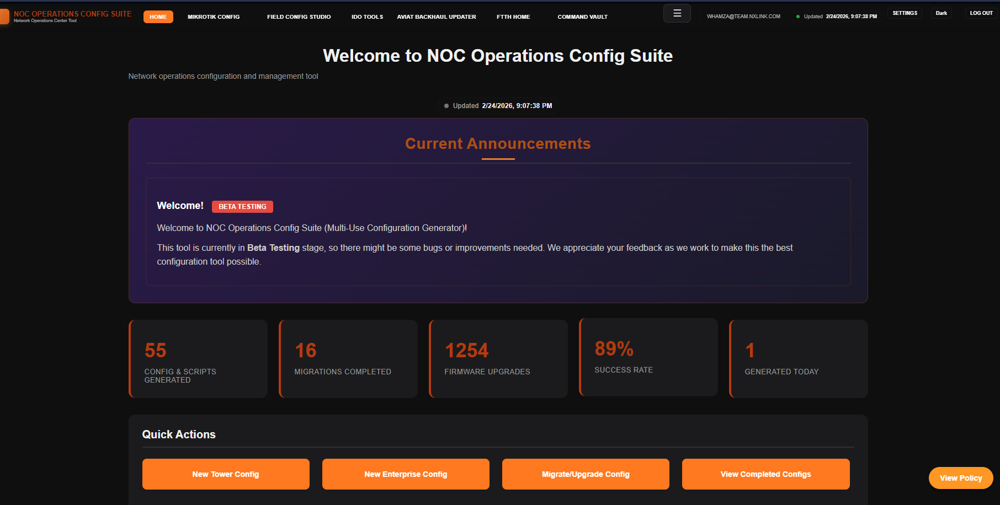 NOC OPERATIONS CONFIG SUITE
Network Operations Center Tool
HOME
MIKROTIK CONFIG
FIELD CONFIG STUDIO
IDO TOOLS
AVIAT BACKHAUL UPDATER
FTTH HOME
COMMAND VAULT
WHAMZA@TEAM.NXLINK.COM
Updated 2/24/2026, 9:07:38 PM
SETTINGS
Dark
LOG OUT
Welcome to NOC Operations Config Suite
Network operations configuration and management tool
Updated 2/24/2026, 9:07:38 PM
Current Announcements
Welcome! BETA TESTING
Welcome to NOC Operations Config Suite (Multi-Use Configuration Generator)!
This tool is currently in Beta Testing stage, so there might be some bugs or improvements needed. We appreciate your feedback as we work to make this the best
configuration tool possible.
55
CONFIG & SCRIPTS
GENERATED
16
MIGRATIONS COMPLETED
1254
FIRMWARE UPGRADES
89%
SUCCESS RATE
1
GENERATED TODAY
Quick Actions
New Tower Config
New Enterprise Config
Migrate/Upgrade Config
View Completed Configs
View Policy